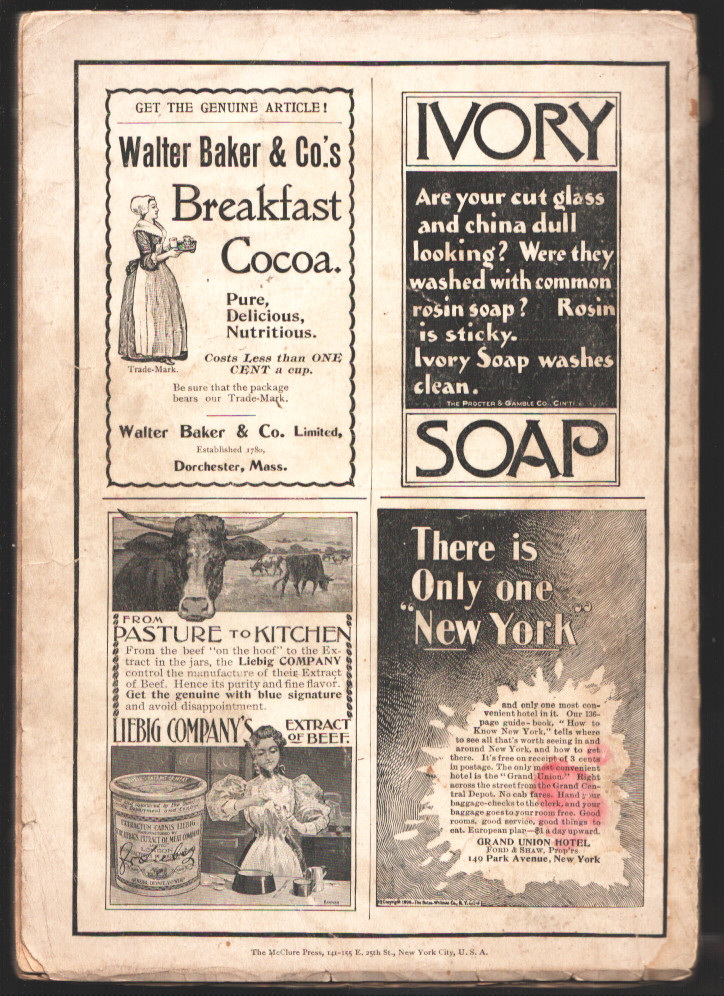 GET THE GENUINE ARTICLE!
Walter Baker & Co.'s
Breakfast
Cocoa.
Pure,
Delicious,
Nutritious.
Costs Less than ONE
CENT a cup.
Trade-Mark.
Be sure that the package
bears our Trade-Mark.
Walter Baker & Co. Limited,
Established 1780,
Dorchester, Mass.
IVORY
Are your cut glass
and china dull
looking? Were they
washed with common
rosin soap? Rosin
is sticky.
Ivory Soap washes
clean.
THE PROCTER & GAMBLE CO. CIN'TI
SOAP
FROM
PASTURE TO KITCHEN
From the beef "on the hoof" to the Ex-
tract in the jars, the Liebig COMPANY
control the manufacture of their Extract
of Beef. Hence its purity and fine flavor.
Get the genuine with blue signature
and avoid disappointment.
LIEBIG COMPANY'S EXTRACT
OF BEEF.
EXTRACTUM CARNIS LIEBIG
LIEBIG'S EXTRACT OF MEAT COMPANY
LONDON
There is
Only one
"New York"
and only one most con-
venient hotel in it. Our 136-
page guide-book, "How to
Know New York," tells where
to see all that's worth seeing in and
around New York, and how to get
there. It's free on receipt of 3 cents
in postage. The only most convenient
hotel is the "Grand Union." Right
across the street from the Grand Cen-
tral Depot. No cab fares. Hand your
baggage-checks to the clerk, and your
baggage goes to your room free. Good
rooms, good service, good things to
eat. European plan—$1 a day upward.
GRAND UNION HOTEL
FORD & SHAW, Prop'rs
140 Park Avenue, New York
The McClure Press, 141-155 E. 25th St., New York City, U. S. A.